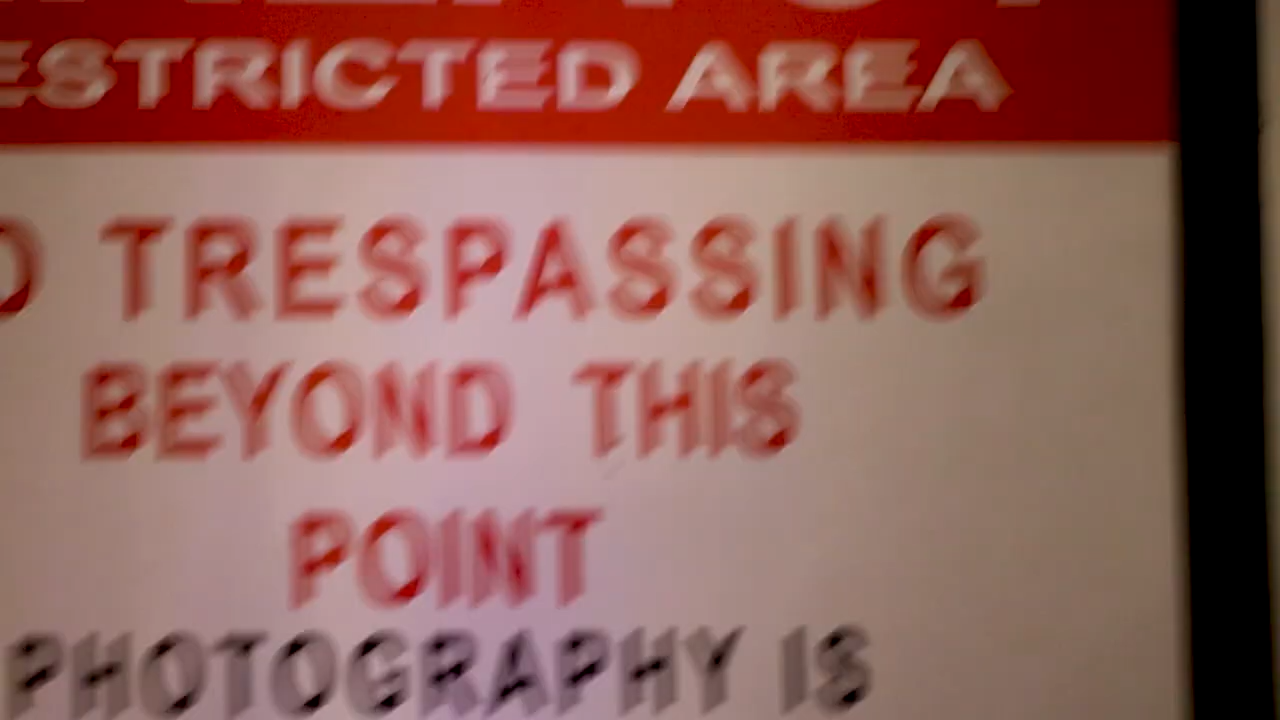 ESTRICTED AREA
O TRESPASSING
BEYOND THIS
POINT
PHOTOGRAPHY IS